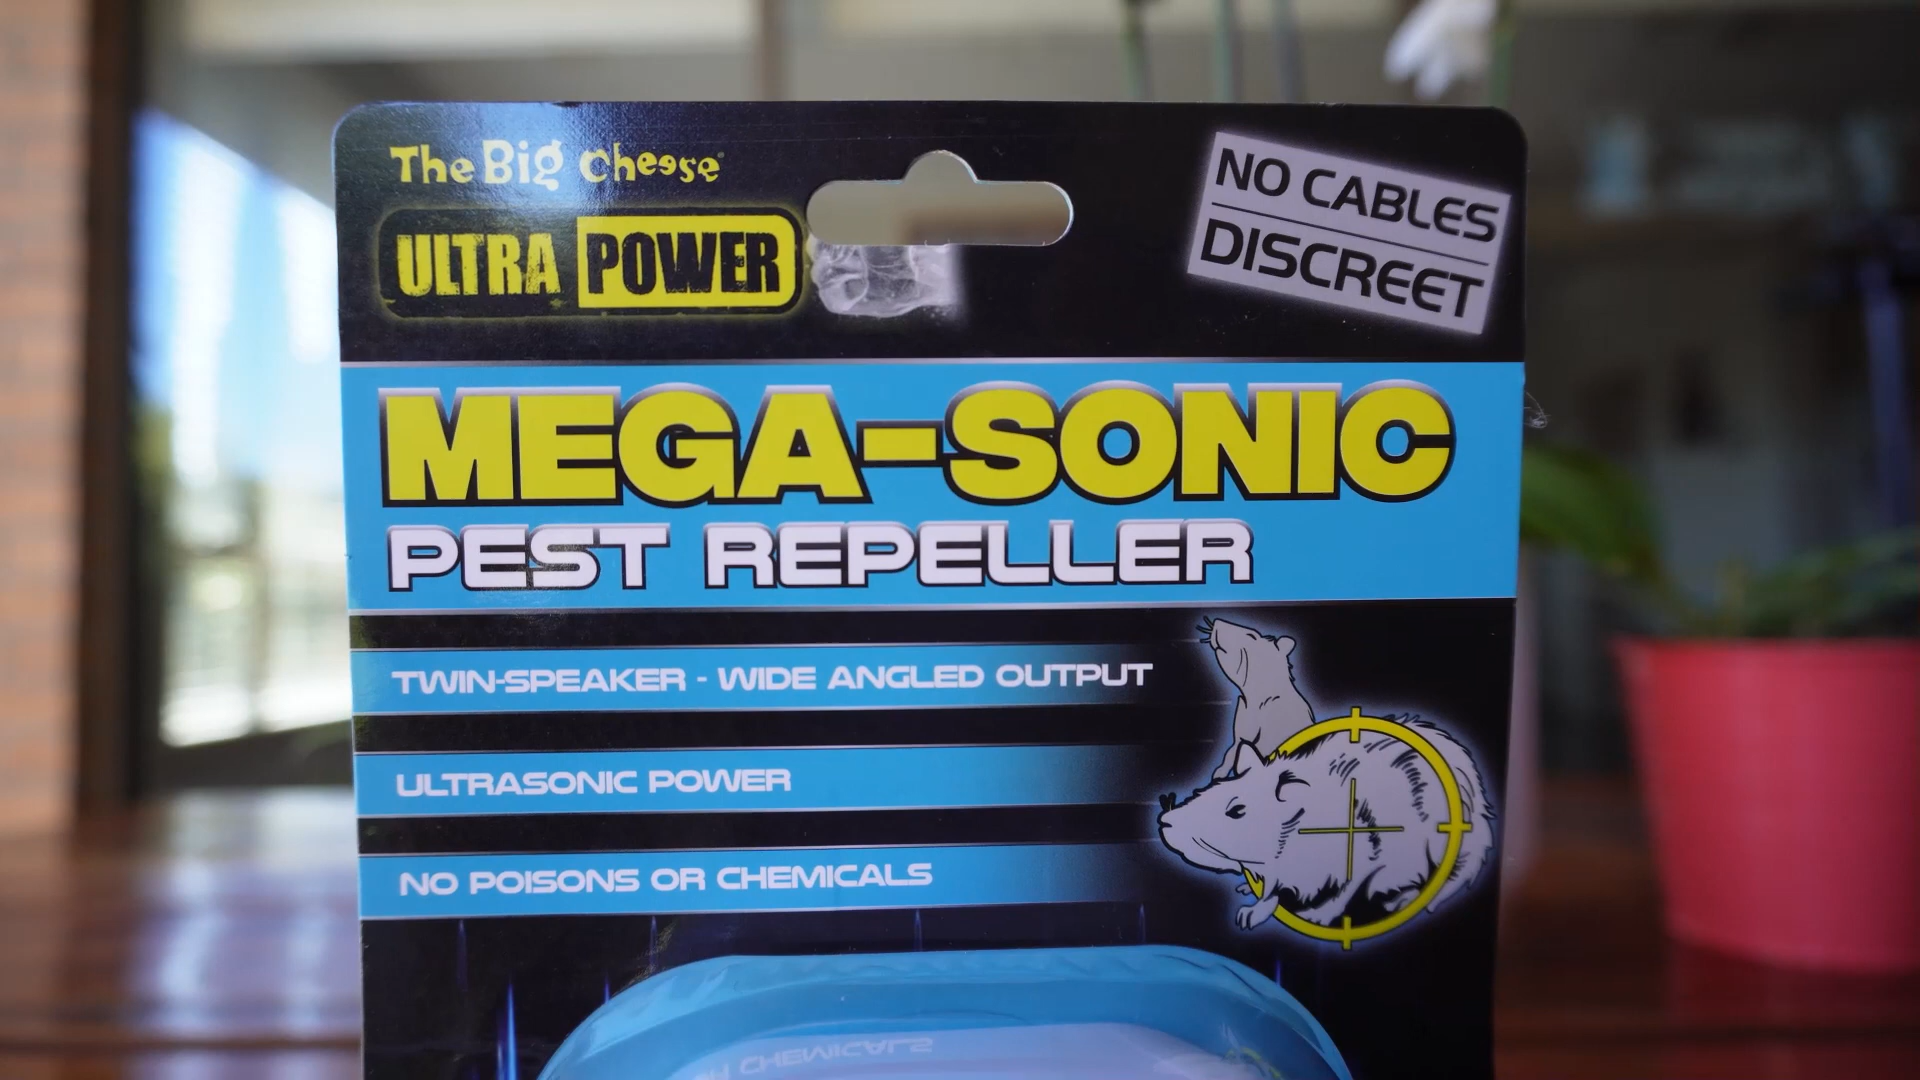 The Big Cheese
ULTRA POWER
NO CABLES
DISCREET
MEGA-SONIC
PEST REPELLER
TWIN-SPEAKER - WIDE ANGLED OUTPUT
ULTRASONIC POWER
NO POISONS OR CHEMICALS
CHEMICALS